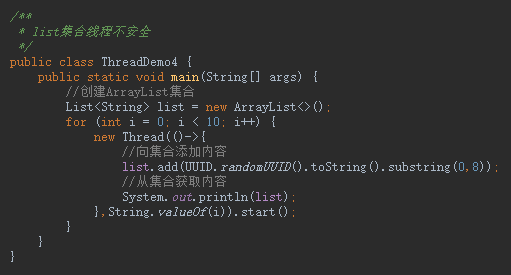 /**
 * list集合线程不安全
 */
public class ThreadDemo4 {
    public static void main(String[] args) {
        //创建ArrayList集合
        List<String> list = new ArrayList<>();
        for (int i = 0; i < 10; i++) {
            new Thread(()->{
                //向集合添加内容
                list.add(UUID.randomUUID().toString().substring(0,8));
                //从集合获取内容
                System.out.println(list);
            },String.valueOf(i)).start();
        }
    }
}